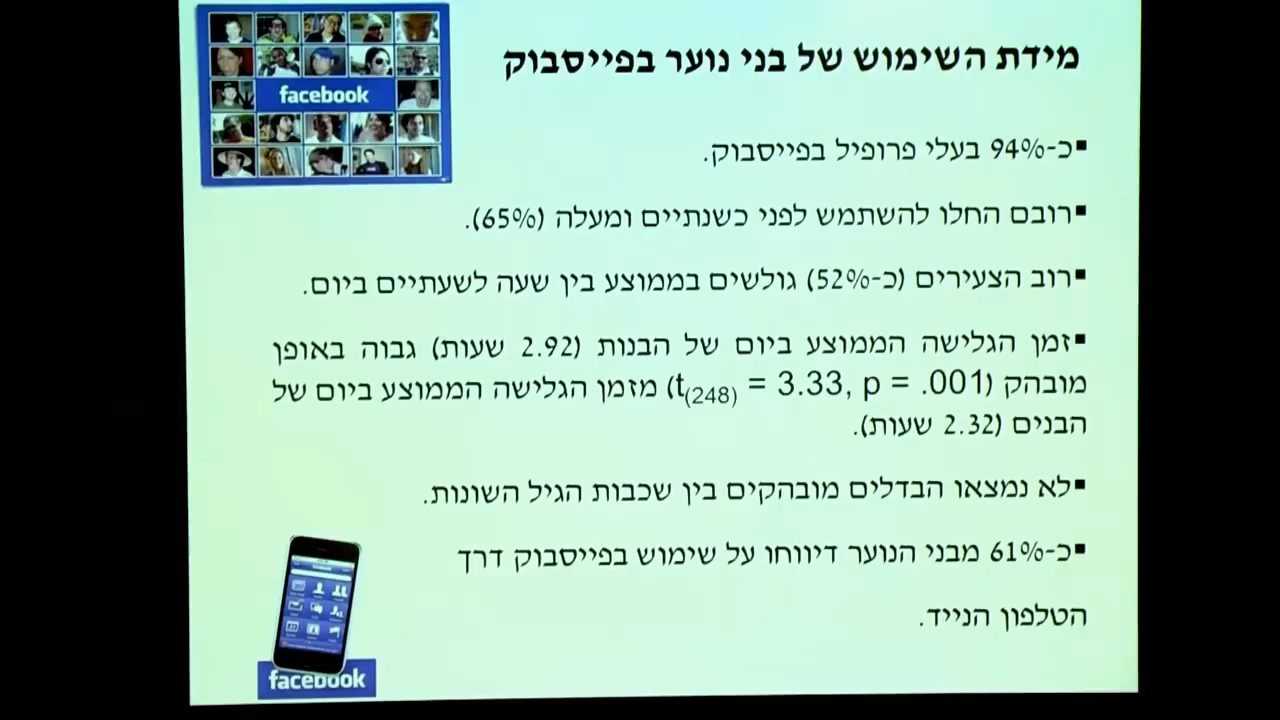 מידת השימוש של בני נוער בפייסבוק
facebook
▪כ-94% בעלי פרופיל בפייסבוק.
▪רובם החלו להשתמש לפני כשנתיים ומעלה (65%).
▪רוב הצעירים (כ-52%) גולשים בממוצע בין שעה לשעתיים ביום.
▪זמן הגלישה הממוצע ביום של הבנות (2.92 שעות) גבוה באופן
מובהק (t(248) = 3.33, p = .001) מזמן הגלישה הממוצע ביום של
הבנים (2.32 שעות).
▪לא נמצאו הבדלים מובהקים בין שכבות הגיל השונות.
▪כ-61% מבני הנוער דיווחו על שימוש בפייסבוק דרך
הטלפון הנייד.
facebook
facebook